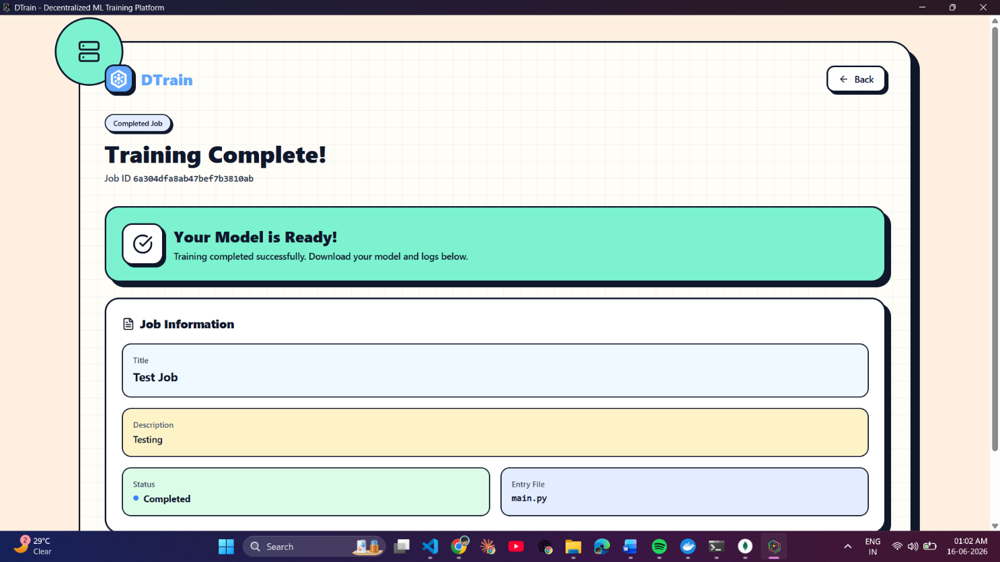 DTrain - Decentralized ML Training Platform
DTrain
Back
Completed Job
Training Complete!
Job ID 6a304dfa8ab47bef7b3810ab
Your Model is Ready!
Training completed successfully. Download your model and logs below.
Job Information
Title
Test Job
Description
Testing
Status
Completed
Entry File
main.py
2
29°C
Clear
Search
ENG
IN
01:02 AM
16-06-2026